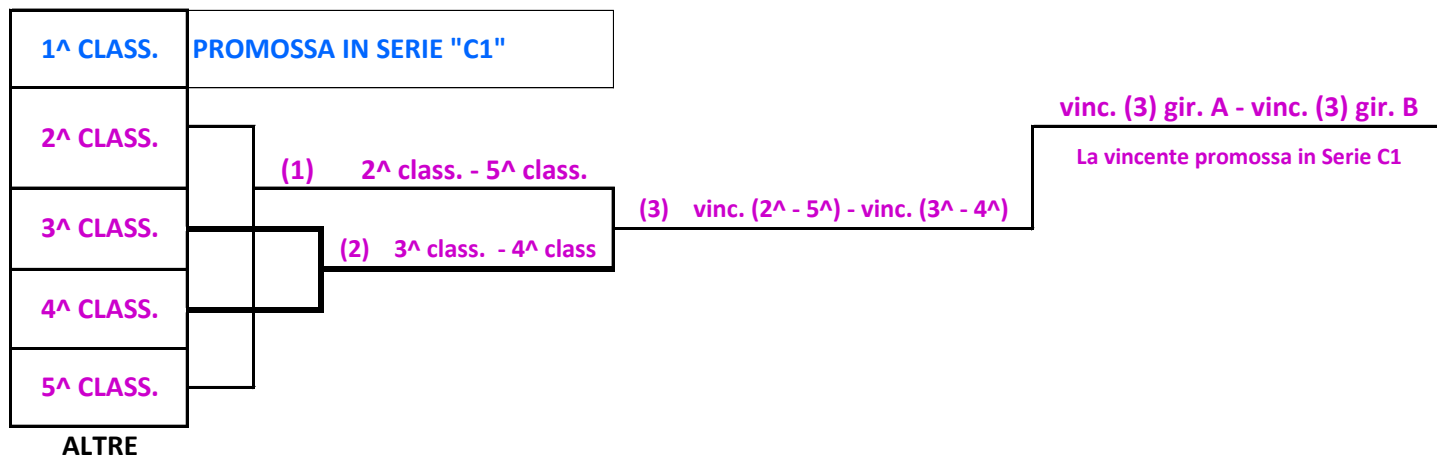 1^ CLASS. PROMOSSA IN SERIE "C1"
2^ CLASS.
vinc. (3) gir. A - vinc. (3) gir. B
La vincente promossa in Serie C1
(1) 2^ class. - 5^ class.
3^ CLASS.
(3) vinc. (2^ - 5^) - vinc. (3^ - 4^)
(2) 3^ class. - 4^ class
4^ CLASS.
5^ CLASS.
ALTRE